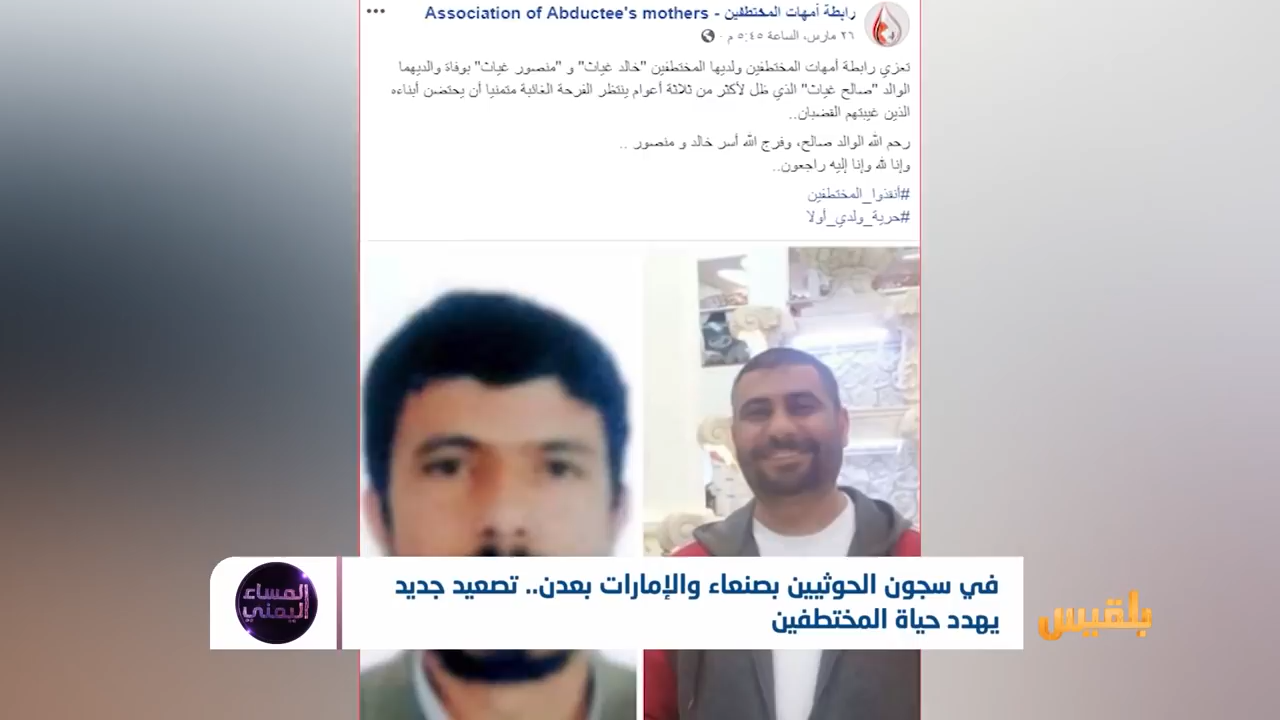 رابطة أمهات المختطفين - Association of Abductee's mothers
٢٦ مارس، الساعة ٥:٤٥ م ·
تعزي رابطة أمهات المختطفين ولديها المختطفين "خالد غياث" و "منصور غياث" بوفاة والديهما
الوالد "صالح غياث" الذي ظل لأكثر من ثلاثة أعوام ينتظر الفرحة الغائبة متمنيا أن يحتضن أبناءه
الذين غيبتهم القضبان..
رحم الله الوالد صالح، وفرج الله أسر خالد و منصور ..
وإنا لله وإنا إليه راجعون..
#أنقذوا_المختطفين
#حرية_ولدي_أولا
في سجون الحوثيين بصنعاء والإمارات بعدن.. تصعيد جديد
يهدد حياة المختطفين
المساء
اليمني
بلقيس